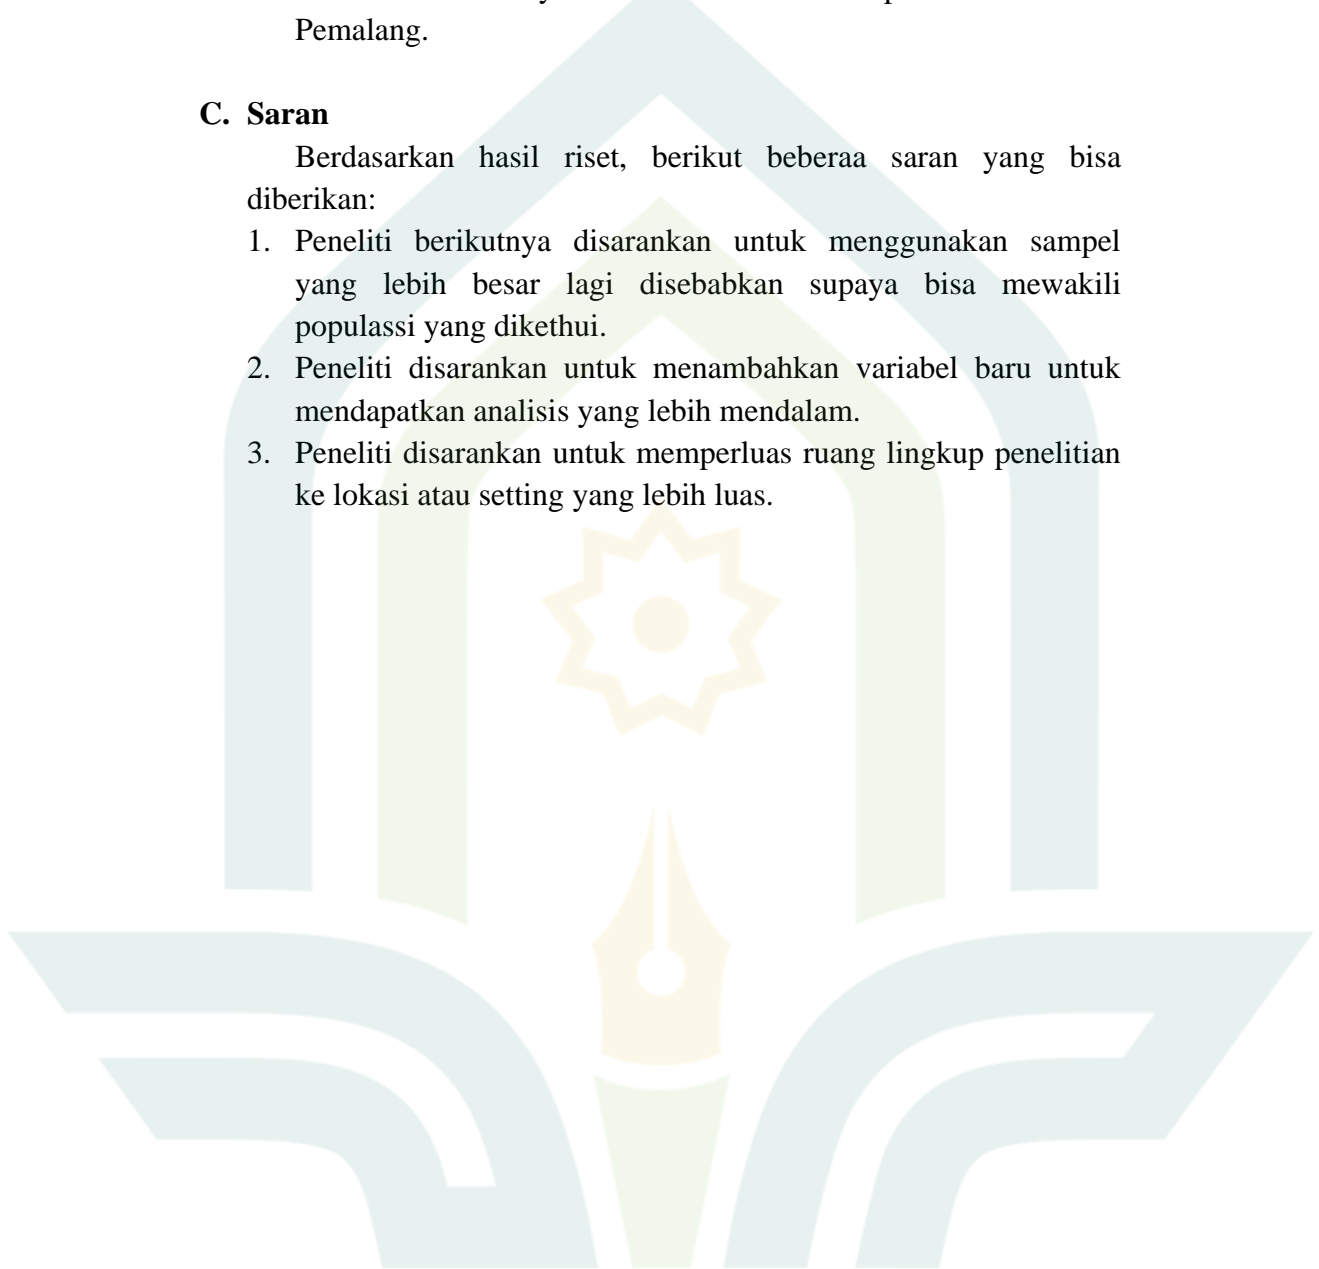 Pemalang.
C. Saran
Berdasarkan hasil riset, berikut beberaa saran yang bisa
diberikan:
1. Peneliti berikutnya disarankan untuk menggunakan sampel
yang lebih besar lagi disebabkan supaya bisa mewakili
populassi yang dikethui.
2. Peneliti disarankan untuk menambahkan variabel baru untuk
mendapatkan analisis yang lebih mendalam.
3. Peneliti disarankan untuk memperluas ruang lingkup penelitian
ke lokasi atau setting yang lebih luas.